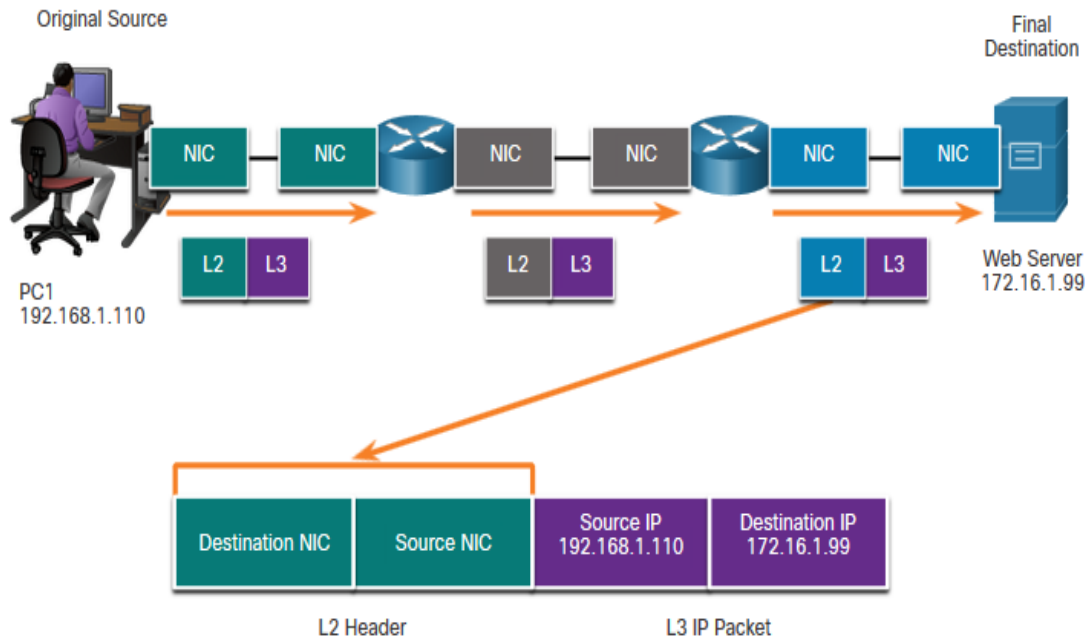 Original Source
Final
Destination
NIC
NIC
NIC
NIC
NIC
NIC
L2 L3
L2 L3
L2 L3
PC1
192.168.1.110
Web Server
172.16.1.99
Destination NIC
Source NIC
Source IP
192.168.1.110
Destination IP
172.16.1.99
L2 Header
L3 IP Packet